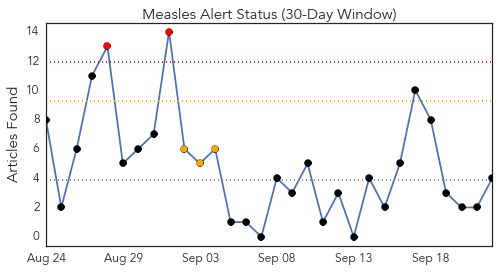 Measles Alert Status (30-Day Window)
Articles Found
14
12
10
8
6
4
2
0
Aug 24 Aug 29 Sep 03 Sep 08 Sep 13 Sep 18